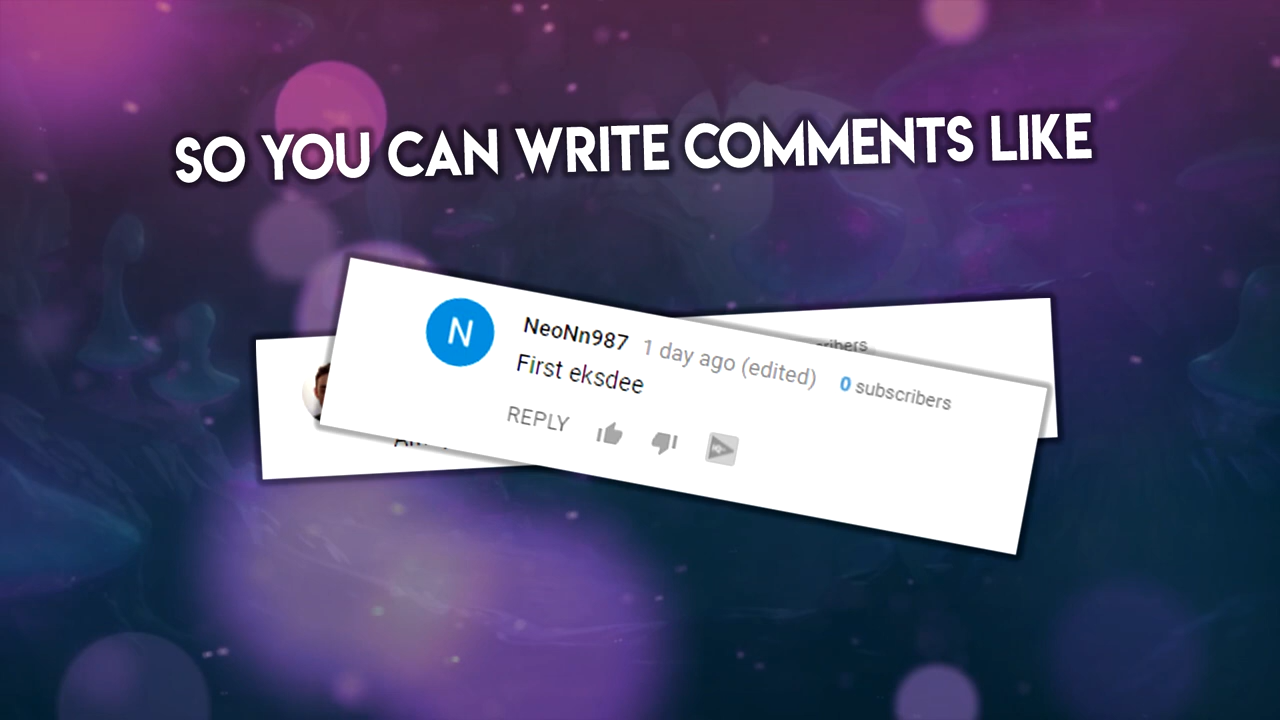 SO YOU CAN WRITE COMMENTS LIKE
N
NeoNn987 1 day ago (edited) 0 subscribers
First eksdee
REPLY